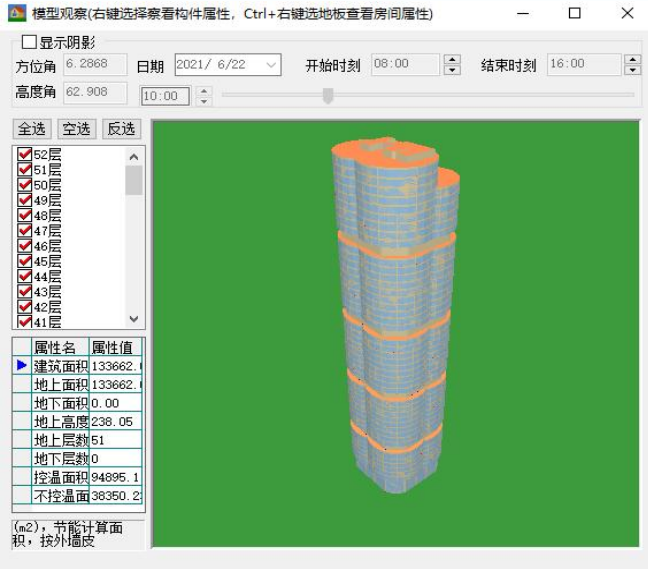 模型观察(右键选择察看构件属性, Ctrl+右键选地板查看房间属性)
显示阴影
方位角 6.2868 日期 2021/ 6/22 开始时刻 08:00 结束时刻 16:00
高度角 62.908 10:00
全选 空选 反选
52层
51层
50层
49层
48层
47层
46层
45层
44层
43层
42层
41层
属性名 属性值
建筑面积 133662.
地上面积 133662.
地下面积 0.00
地上高度 238.05
地上层数 51
地下层数 0
控温面积 94895.1
不控温面 38350.2
(m2), 节能计算面
积, 按外墙皮